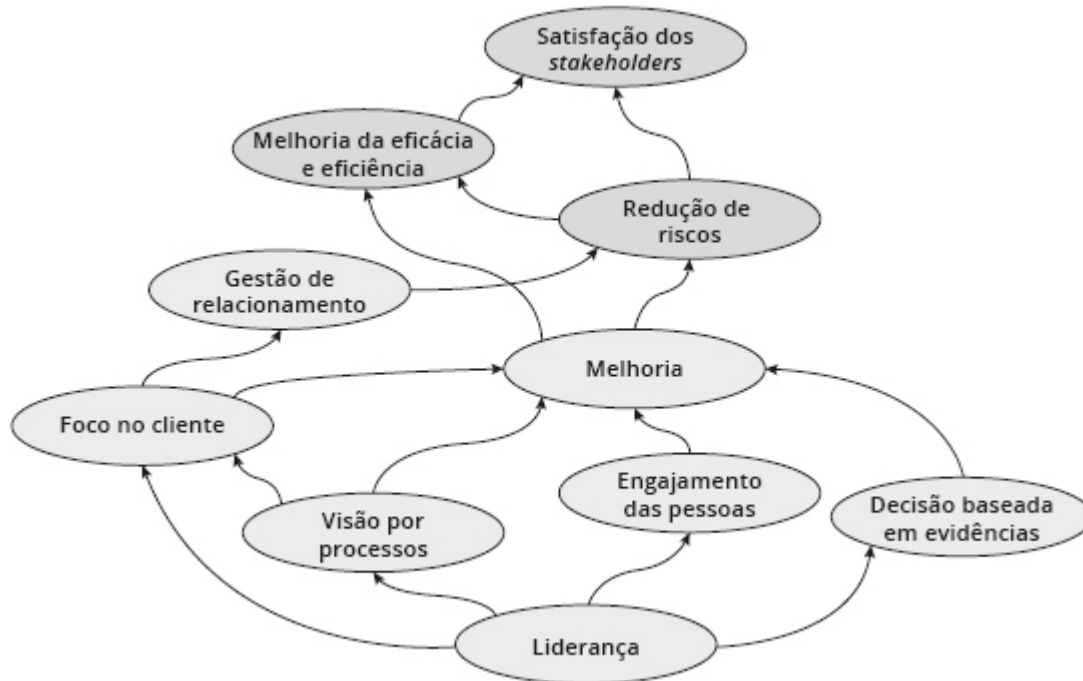 Satisfação dos
stakeholders
Melhoria da eficácia
e eficiência
Redução de
riscos
Gestão de
relacionamento
Melhoria
Foco no cliente
Engajamento
das pessoas
Decisão baseada
em evidências
Visão por
processos
Liderança